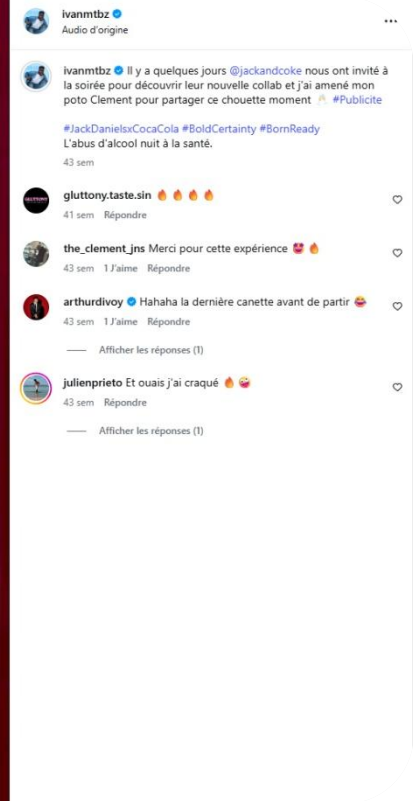 ivanmtbz
Audio d'origine
ivanmtbz Il y a quelques jours @jackandcoke nous ont invité à
la soirée pour découvrir leur nouvelle collab et j'ai amené mon
poto Clement pour partager ce chouette moment 🥂 #Publicite
#JackDanielsxCocaCola #BoldCertainty #BornReady
L'abus d'alcool nuit à la santé.
43 sem
GLUTTONY
gluttony.taste.sin 🔥 🔥 🔥 🔥
41 sem Répondre
the_clement_jns Merci pour cette expérience 😍 🔥
43 sem 1 J'aime Répondre
arthurdivoy Hahaha la dernière canette avant de partir 😂
43 sem 1 J'aime Répondre
Afficher les réponses (1)
julienprieto Et ouais j'ai craqué 🔥 🤪
43 sem Répondre
Afficher les réponses (1)